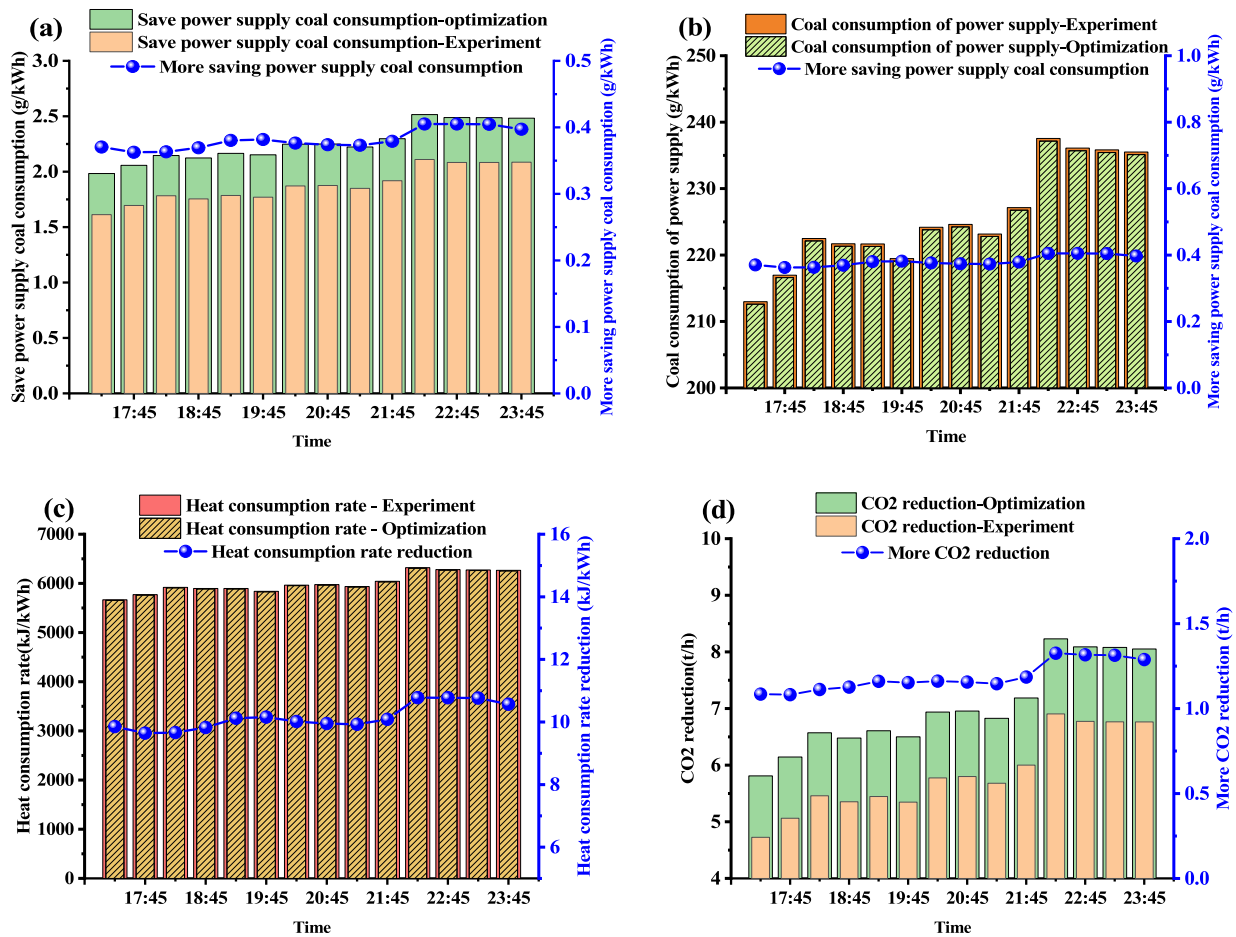 (a)
Save power supply coal consumption-optimization
Save power supply coal consumption-Experiment
More saving power supply coal consumption
Save power supply coal consumption (g/kWh)
3.0
2.5
2.0
1.5
1.0
0.5
0.0
0.5
0.4
0.3
0.2
0.1
0.0
More saving power supply coal consumption (g/kWh)
17:45 18:45 19:45 20:45 21:45 22:45 23:45
Time
(b)
Coal consumption of power supply-Experiment
Coal consumption of power supply-Optimization
More saving power supply coal consumption
Coal consumption of power supply (g/kWh)
250
240
230
220
210
200
1.0
0.8
0.6
0.4
0.2
0.0
More saving power supply coal consumption (g/kWh)
17:45 18:45 19:45 20:45 21:45 22:45 23:45
Time
(c)
Heat consumption rate - Experiment
Heat consumption rate - Optimization
Heat consumption rate reduction
Heat consumption rate(kJ/kWh)
7000
6000
5000
4000
3000
2000
1000
0
16
14
12
10
8
6
Heat consumption rate reduction (kJ/kWh)
17:45 18:45 19:45 20:45 21:45 22:45 23:45
Time
(d)
CO2 reduction-Optimization
CO2 reduction-Experiment
More CO2 reduction
CO2 reduction(t/h)
10
9
8
7
6
5
4
2.0
1.5
1.0
0.5
0.0
More CO2 reduction (t/h)
17:45 18:45 19:45 20:45 21:45 22:45 23:45
Time